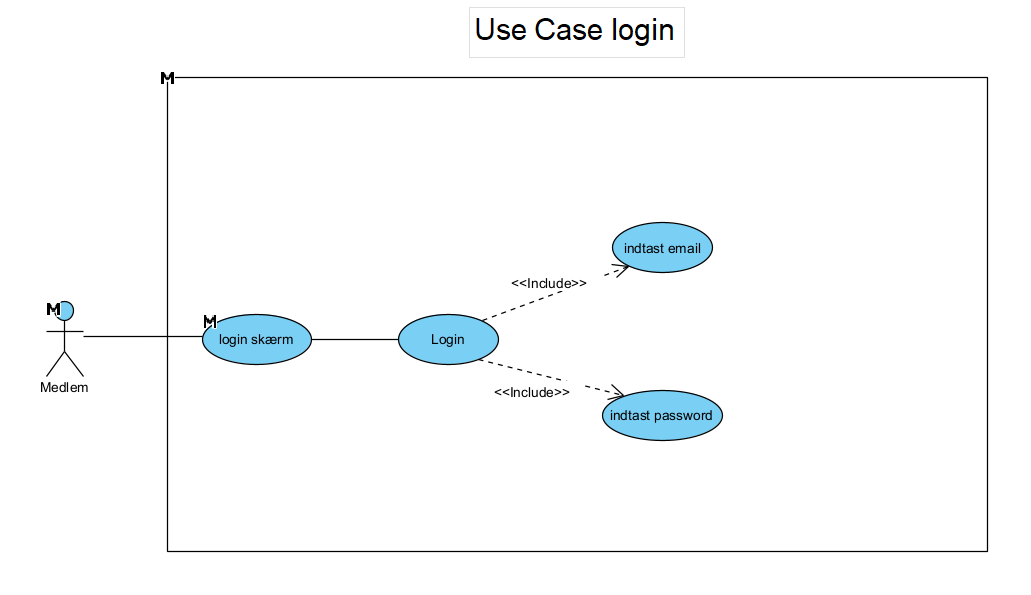 Use Case login
M
indtast email
<<Include>>
M
M
login skærm
Login
Medlem
<<Include>>
indtast password